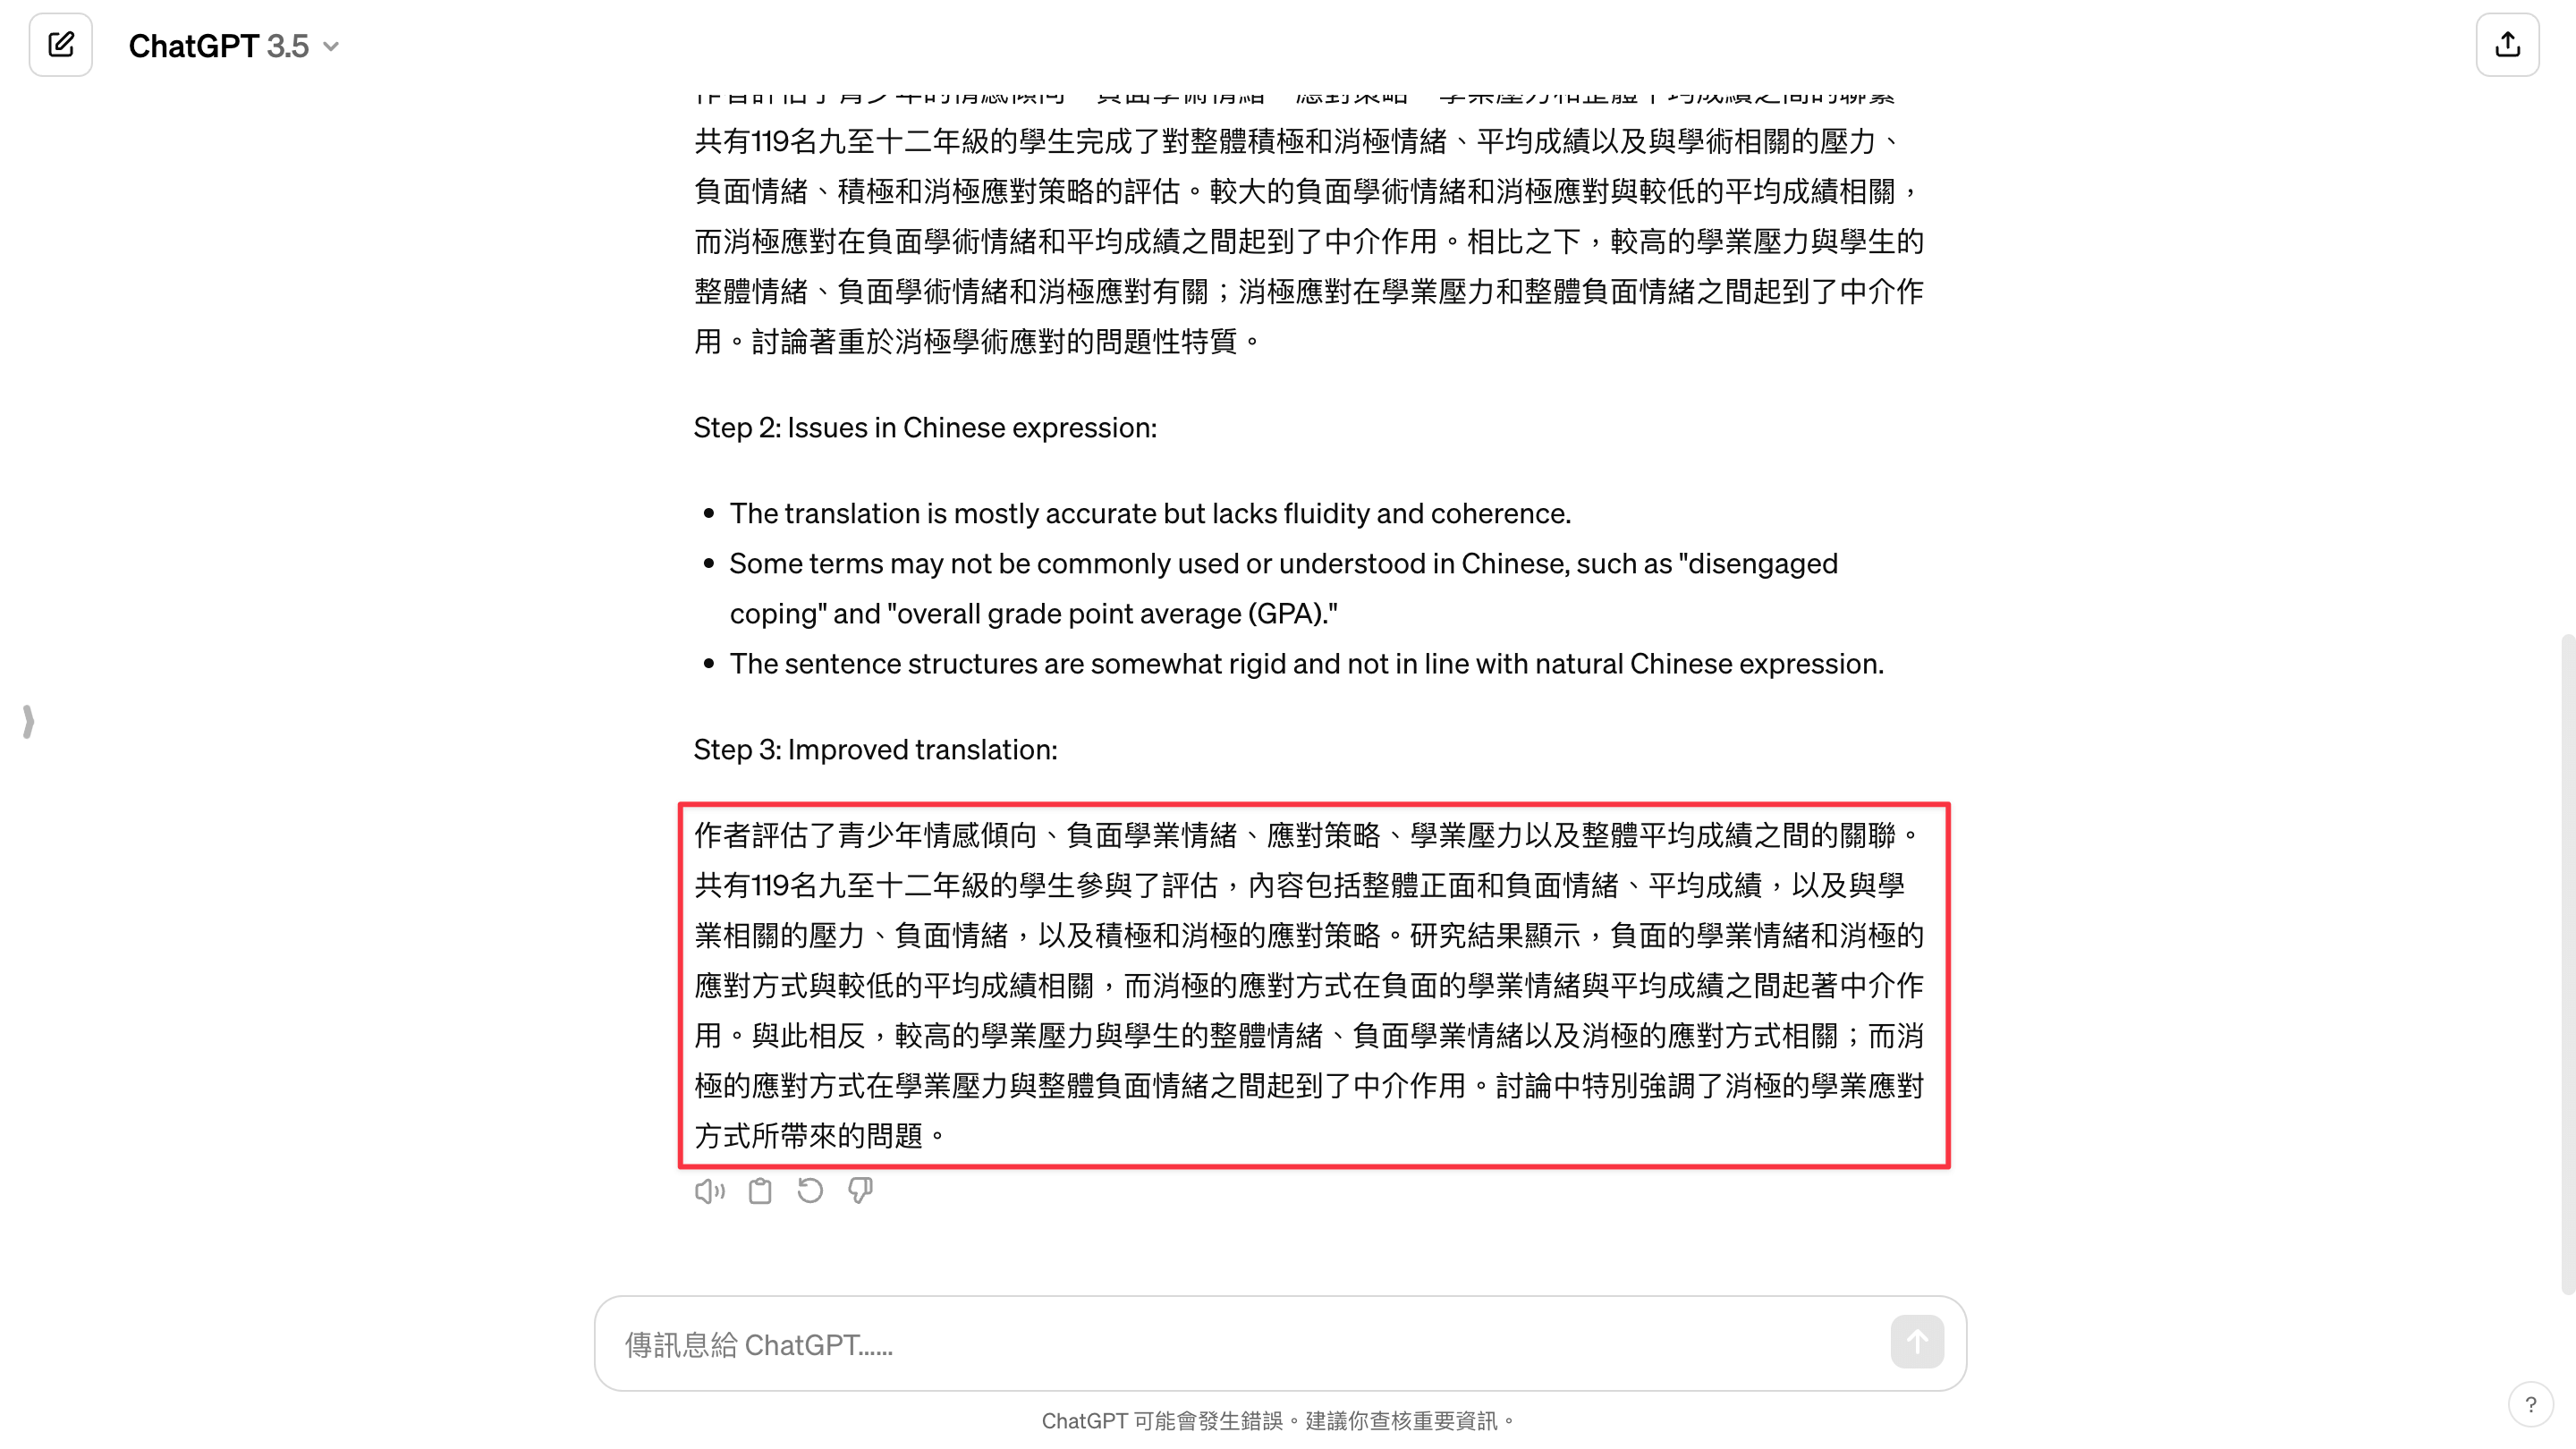 ChatGPT 3.5
共有119名九至十二年級的學生完成了對整體積極和消極情緒、平均成績以及與學術相關的壓力、
負面情緒、積極和消極應對策略的評估。較大的負面學術情緒和消極應對與較低的平均成績相關，
而消極應對在負面學術情緒和平均成績之間起到了中介作用。相比之下，較高的學業壓力與學生的
整體情緒、負面學術情緒和消極應對有關；消極應對在學業壓力和整體負面情緒之間起到了中介作
用。討論著重於消極學術應對的問題性特質。
Step 2: Issues in Chinese expression:
• The translation is mostly accurate but lacks fluidity and coherence.
• Some terms may not be commonly used or understood in Chinese, such as "disengaged
coping" and "overall grade point average (GPA)."
• The sentence structures are somewhat rigid and not in line with natural Chinese expression.
Step 3: Improved translation:
作者評估了青少年情感傾向、負面學業情緒、應對策略、學業壓力以及整體平均成績之間的關聯。
共有119名九至十二年級的學生參與了評估，內容包括整體正面和負面情緒、平均成績，以及與學
業相關的壓力、負面情緒，以及積極和消極的應對策略。研究結果顯示，負面的學業情緒和消極的
應對方式與較低的平均成績相關，而消極的應對方式在負面的學業情緒與平均成績之間起著中介作
用。與此相反，較高的學業壓力與學生的整體情緒、負面學業情緒以及消極的應對方式相關；而消
極的應對方式在學業壓力與整體負面情緒之間起到了中介作用。討論中特別強調了消極的學業應對
方式所帶來的問題。
傳訊息給 ChatGPT......
ChatGPT 可能會發生錯誤。建議你查核重要資訊。
?